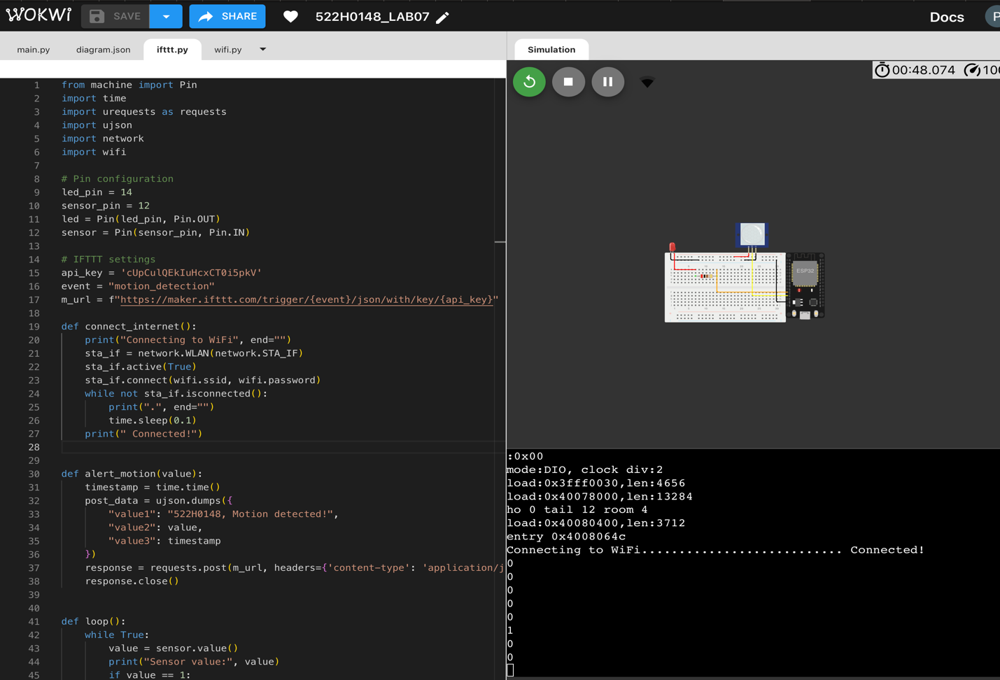 WOKWI SAVE SHARE 522H0148_LAB07 Docs P
main.py diagram.json ifttt.py wifi.py
1 from machine import Pin
2 import time
3 import urequests as requests
4 import ujson
5 import network
6 import wifi
7
8 # Pin configuration
9 led_pin = 14
10 sensor_pin = 12
11 led = Pin(led_pin, Pin.OUT)
12 sensor = Pin(sensor_pin, Pin.IN)
13
14 # IFTTT settings
15 api_key = 'cUpCulQEkIuHcxCT0i5pkV'
16 event = "motion_detection"
17 m_url = f"https://maker.ifttt.com/trigger/{event}/json/with/key/{api_key}"
18
19 def connect_internet():
20 print("Connecting to WiFi", end="")
21 sta_if = network.WLAN(network.STA_IF)
22 sta_if.active(True)
23 sta_if.connect(wifi.ssid, wifi.password)
24 while not sta_if.isconnected():
25 print(".", end="")
26 time.sleep(0.1)
27 print(" Connected!")
28
29
30 def alert_motion(value):
31 timestamp = time.time()
32 post_data = ujson.dumps({
33 "value1": "522H0148, Motion detected!",
34 "value2": value,
35 "value3": timestamp
36 })
37 response = requests.post(m_url, headers={'content-type': 'application/j
38 response.close()
39
40
41 def loop():
42 while True:
43 value = sensor.value()
44 print("Sensor value:", value)
45 if value == 1:
Simulation
00:48.074 100
ESP32
:0x00
mode:DIO, clock div:2
load:0x3fff0030,len:4656
load:0x40078000,len:13284
ho 0 tail 12 room 4
load:0x40080400,len:3712
entry 0x4008064c
Connecting to WiFi........................... Connected!
0
0
0
0
0
1
0
0